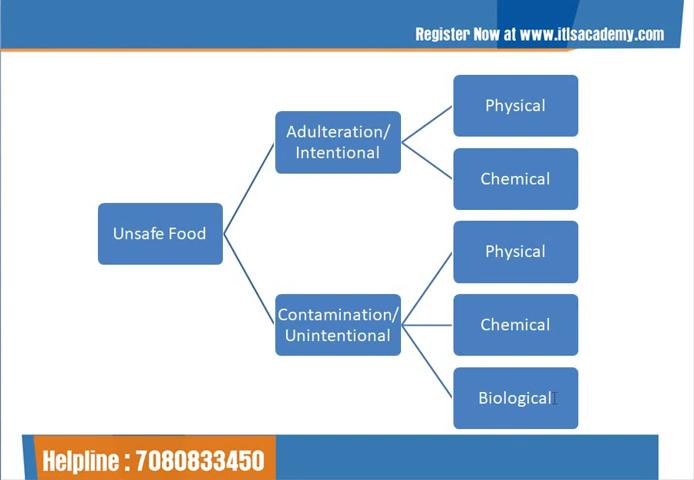 Register Now at www.itlsacademy.com
Unsafe Food
Adulteration/
Intentional
Physical
Chemical
Contamination/
Unintentional
Physical
Chemical
Biological
Helpline : 7080833450